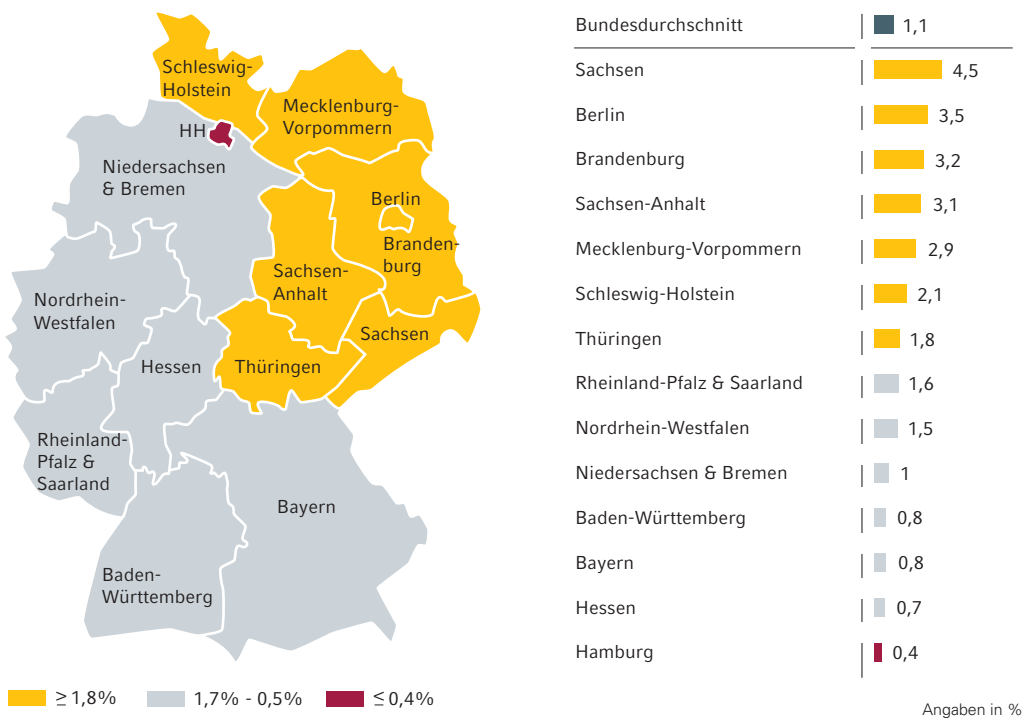 Schleswig-
Holstein
Mecklenburg-
Vorpommern
HH
Niedersachsen
& Bremen
Berlin
Branden-
burg
Sachsen-
Anhalt
Nordrhein-
Westfalen
Sachsen
Hessen
Thüringen
Rheinland-
Pfalz &
Saarland
Bayern
Baden-
Württemberg
≥ 1,8%
1,7% - 0,5%
≤ 0,4%
Bundesdurchschnitt 1,1
Sachsen 4,5
Berlin 3,5
Brandenburg 3,2
Sachsen-Anhalt 3,1
Mecklenburg-Vorpommern 2,9
Schleswig-Holstein 2,1
Thüringen 1,8
Rheinland-Pfalz & Saarland 1,6
Nordrhein-Westfalen 1,5
Niedersachsen & Bremen 1
Baden-Württemberg 0,8
Bayern 0,8
Hessen 0,7
Hamburg 0,4
Angaben in %